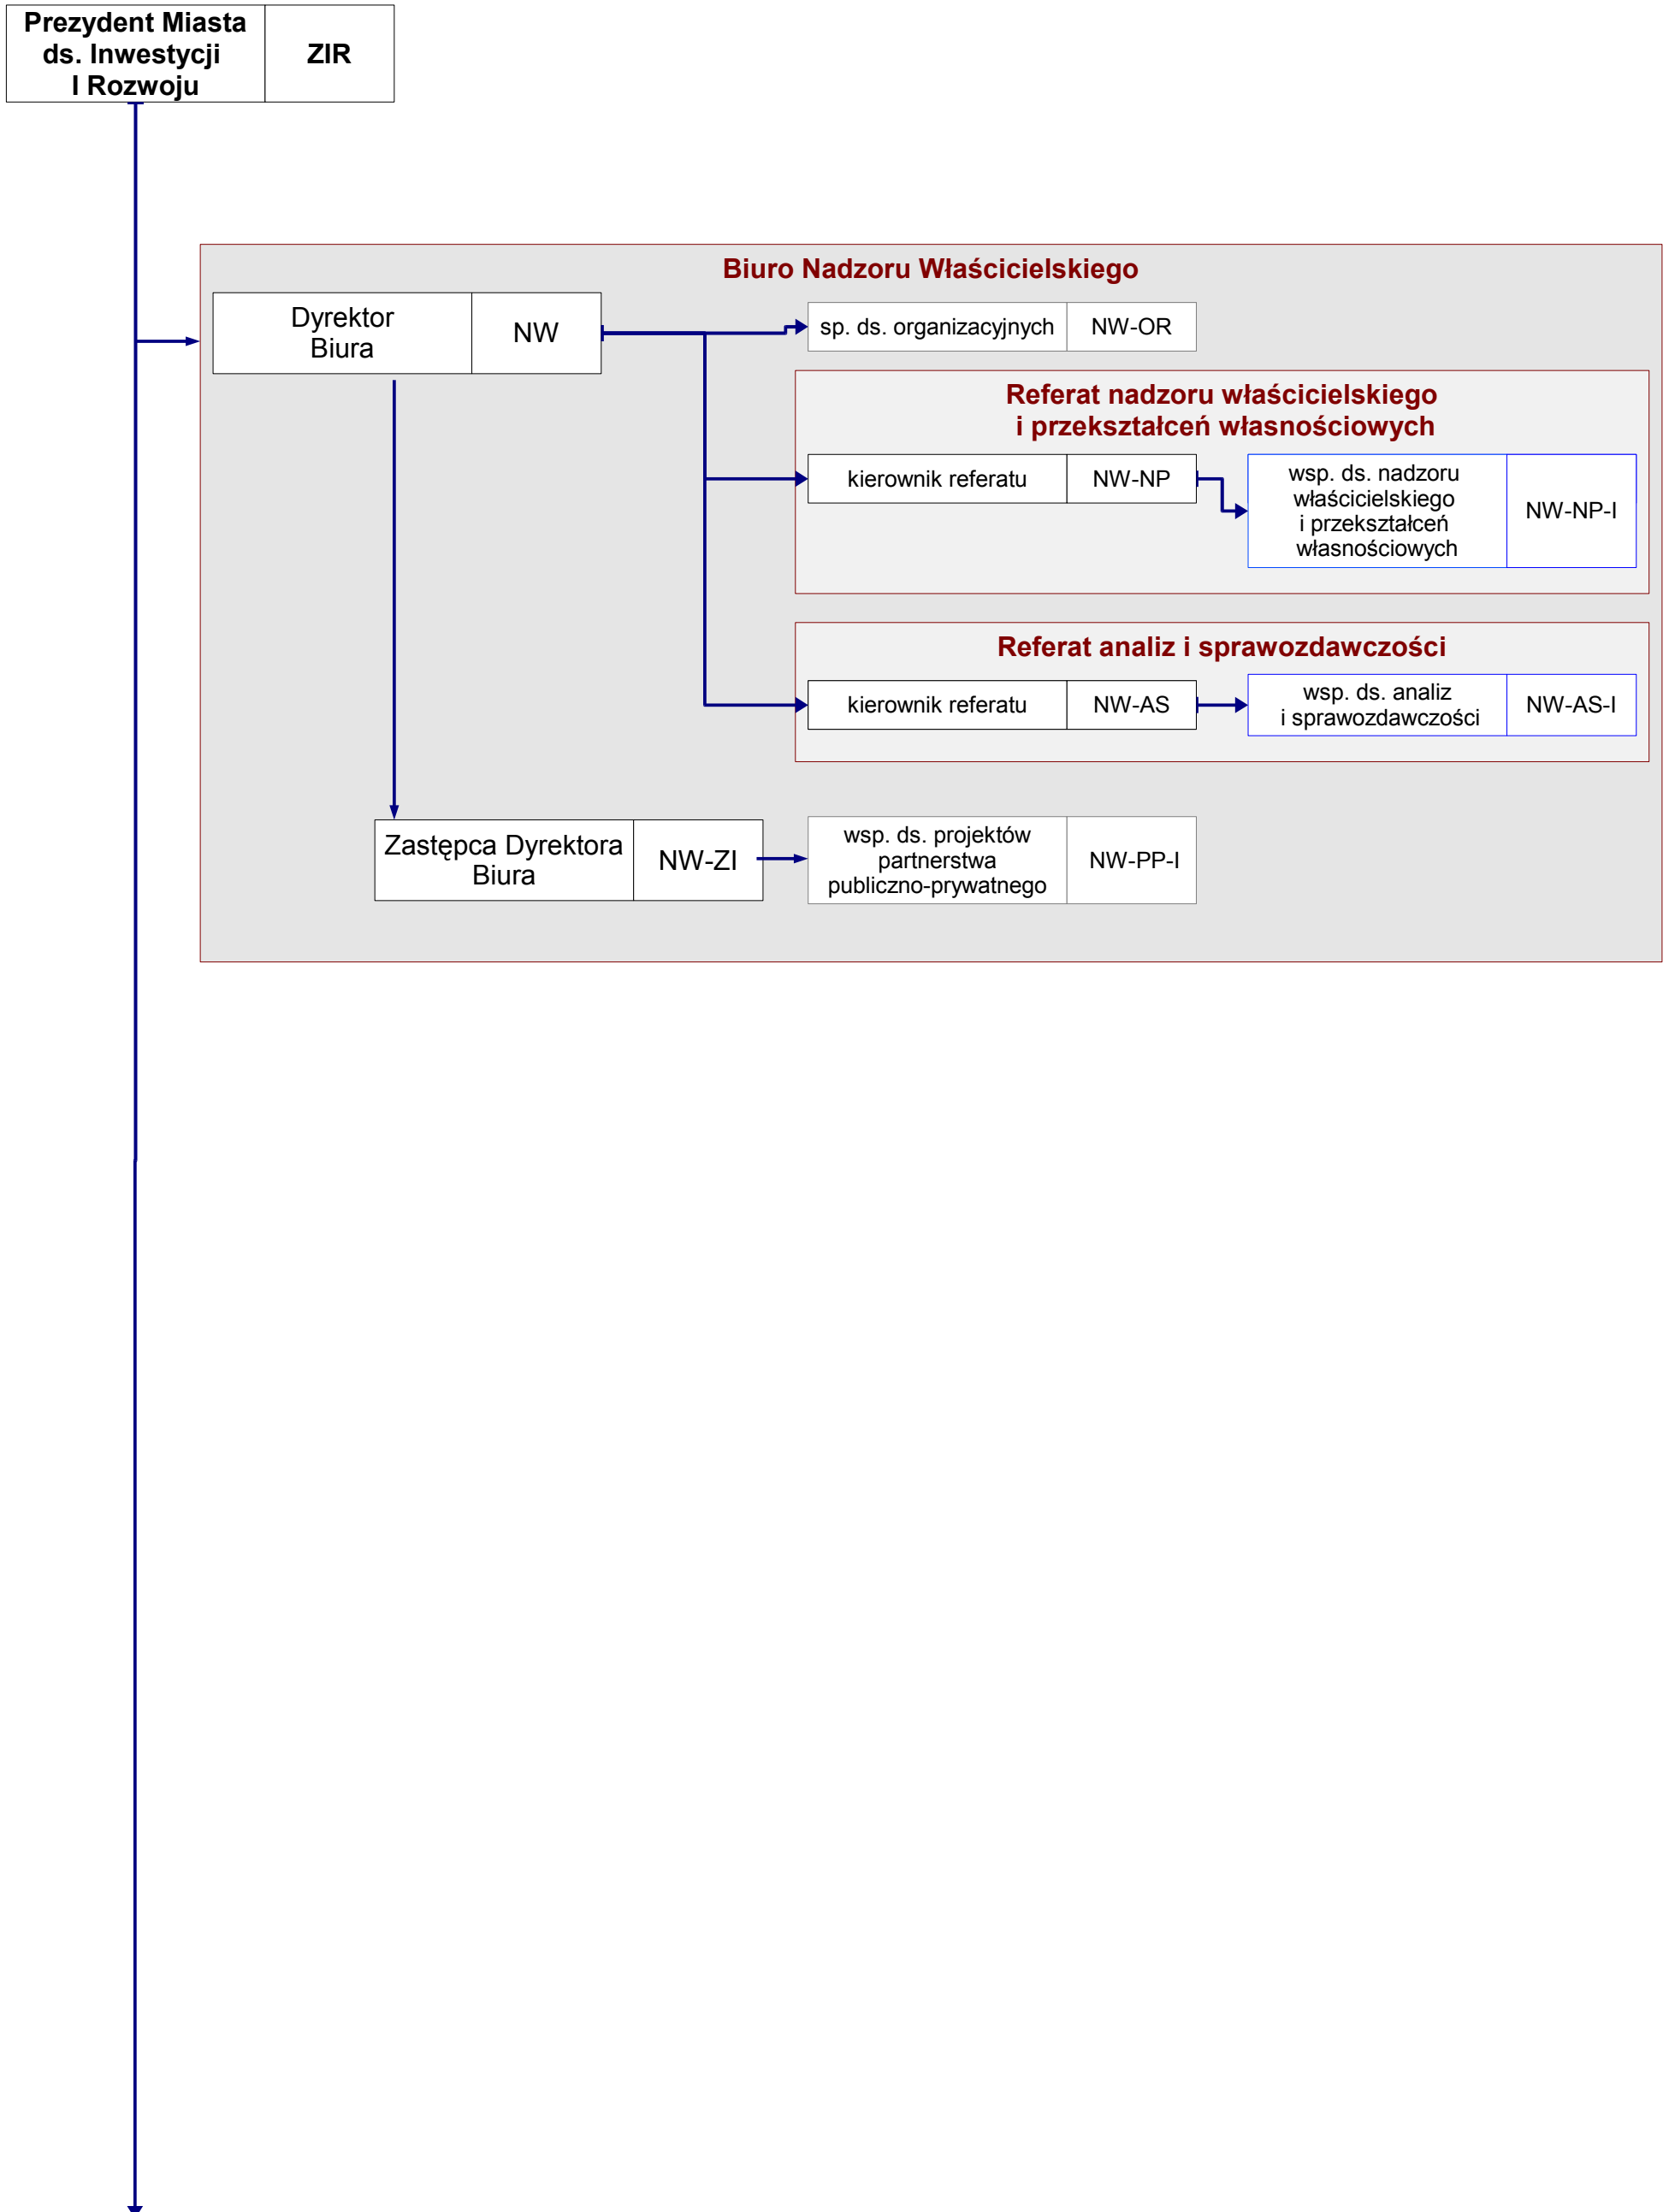 Prezydent Miasta
ds. Inwestycji
I Rozwoju
ZIR
Biuro Nadzoru Właścicielskiego
Dyrektor
Biura
NW
sp. ds. organizacyjnych
NW-OR
Referat nadzoru właścicielskiego
i przekształceń własnościowych
kierownik referatu
NW-NP
wsp. ds. nadzoru
właścicielskiego
i przekształceń
własnościowych
NW-NP-I
Referat analiz i sprawozdawczości
kierownik referatu
NW-AS
wsp. ds. analiz
i sprawozdawczości
NW-AS-I
Zastępca Dyrektora
Biura
NW-ZI
wsp. ds. projektów
partnerstwa
publiczno-prywatnego
NW-PP-I